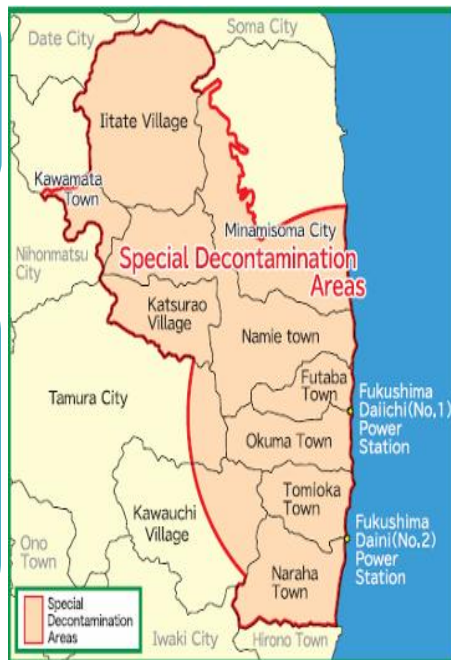 Date City
Soma City
Iitate Village
Kawamata
Town
Minamisoma City
Nihonmatsu
City
Special Decontamination
Areas
Katsurao
Village
Namie town
Futaba
Town
Fukushima
Daiichi(No,1)
Power
Station
Tamura City
Okuma Town
Tomioka
Town
Kawauchi
Village
Fukushima
Daini(No.2)
Power
Station
Ono
Town
Naraha
Town
Special
Decontamination
Areas
Iwaki City
Hirono Town